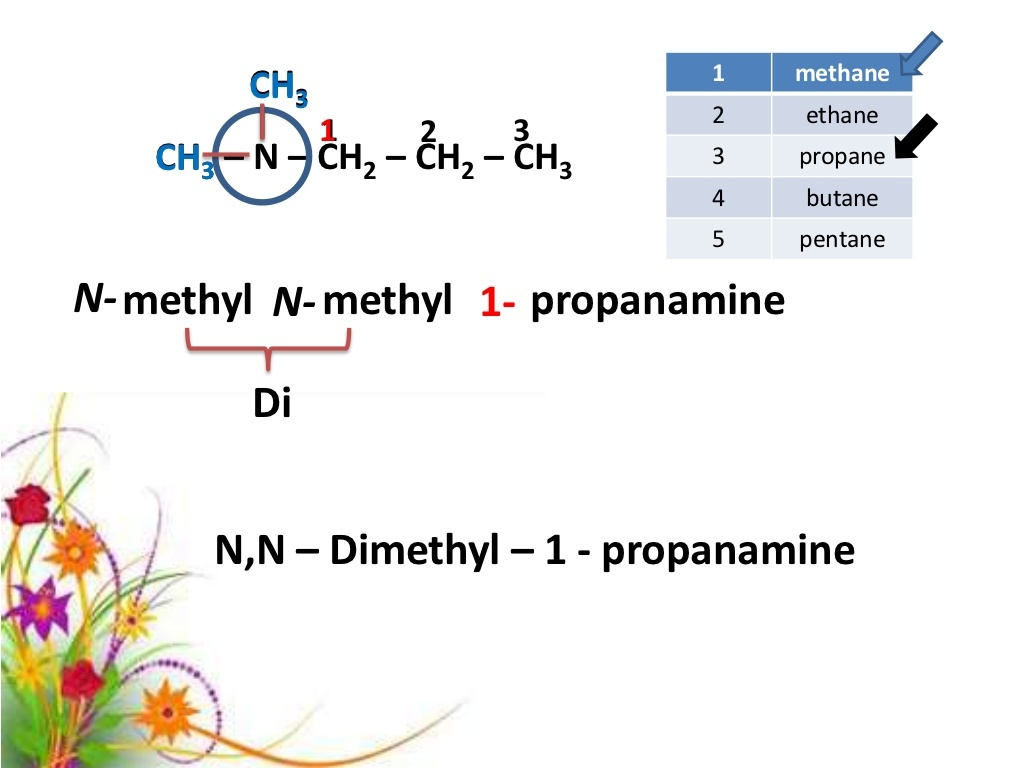 CH3
1 2 3
CH3 – N – CH2 – CH2 – CH3
1 methane
2 ethane
3 propane
4 butane
5 pentane
N- methyl N- methyl 1- propanamine
Di
N,N – Dimethyl – 1 - propanamine